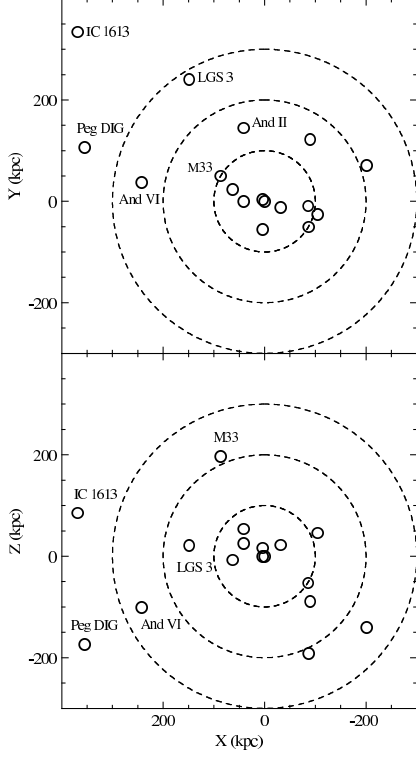 IC 1613
LGS 3
200
Peg DIG
And II
M33
Y (kpc)
0
And VI
-200
M33
200
IC 1613
Z (kpc)
0
LGS 3
Peg DIG
And VI
-200
200
0
-200
X (kpc)